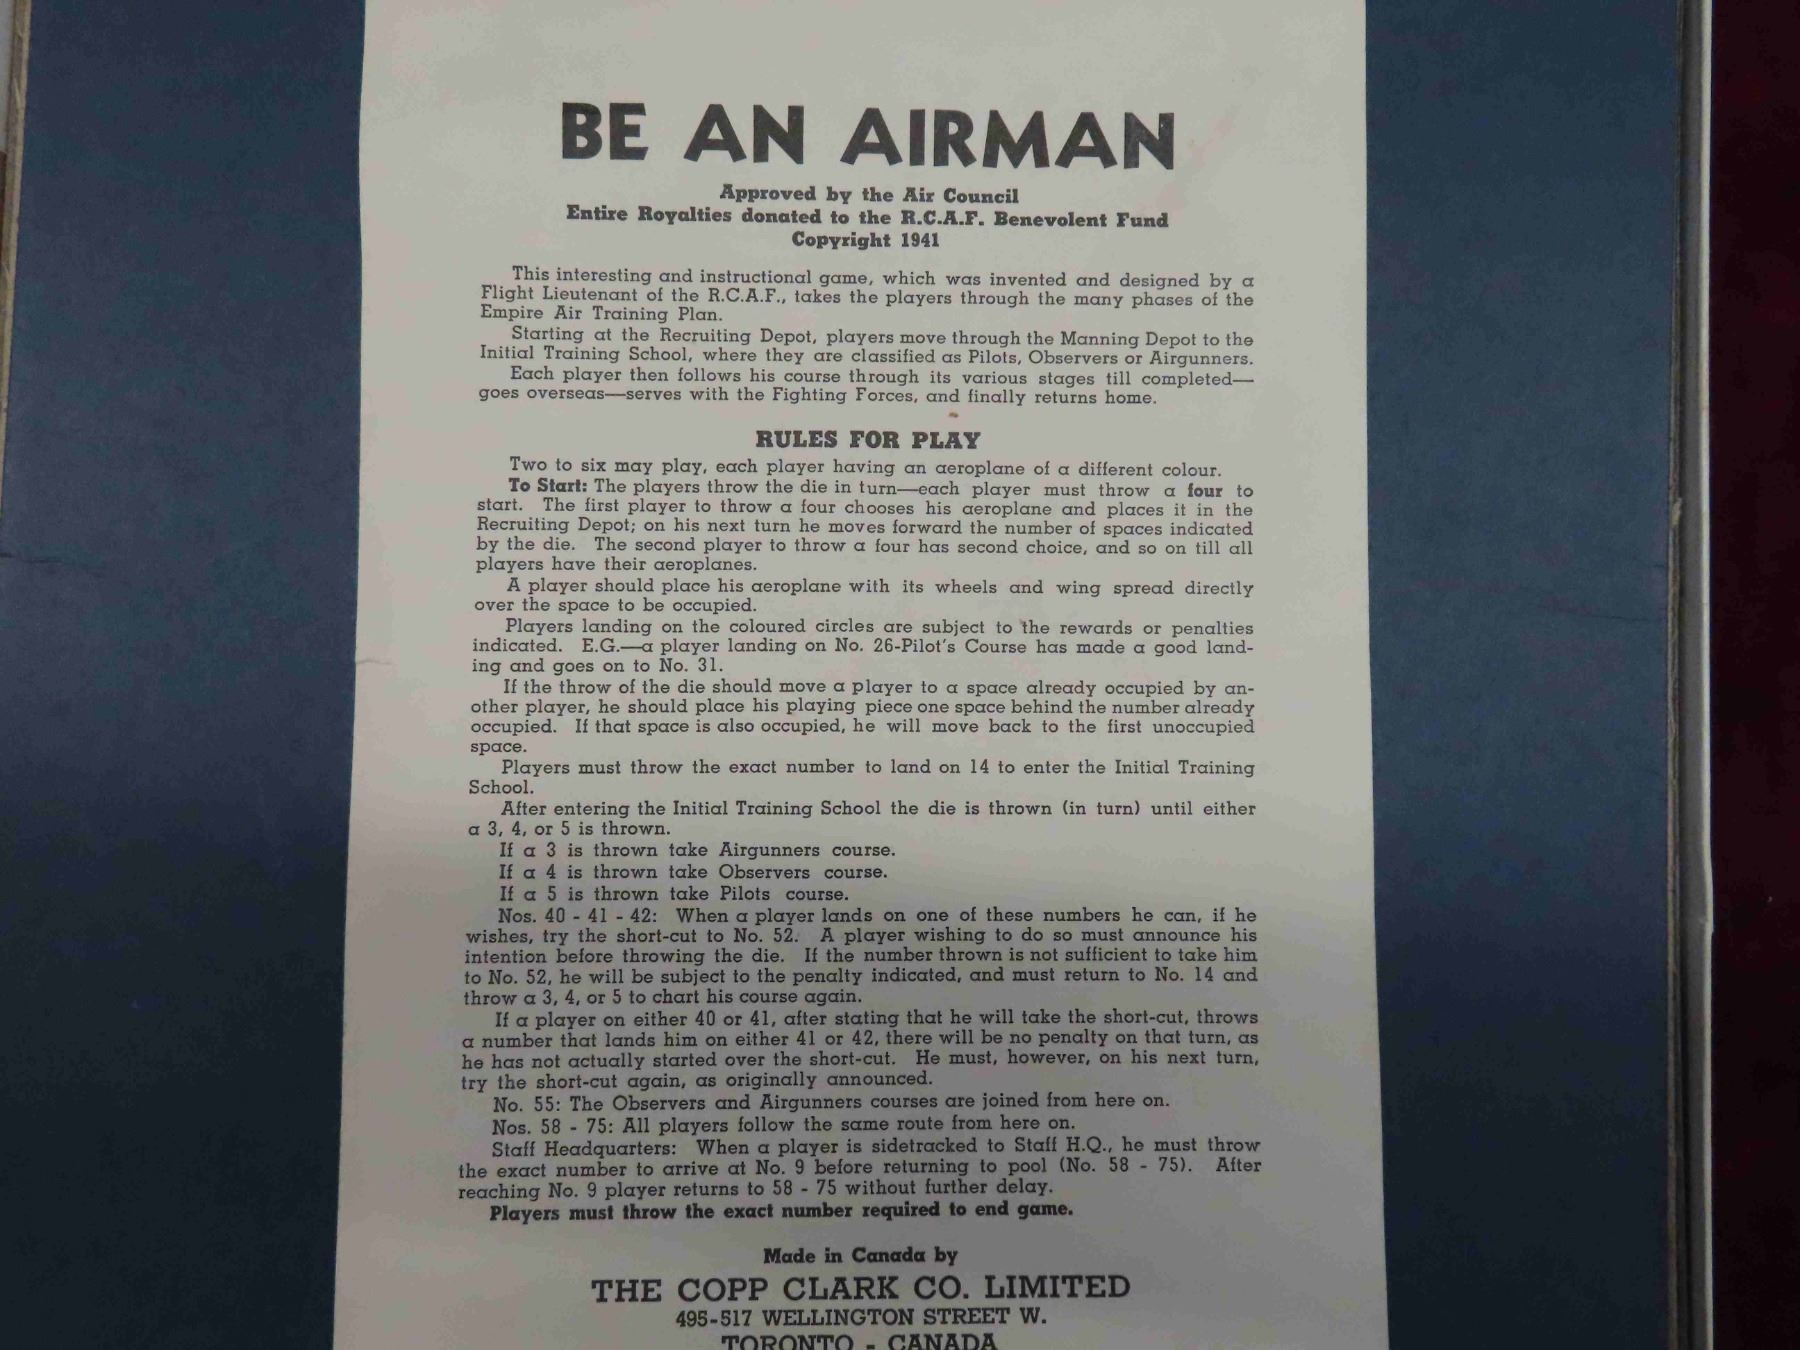 BE AN AIRMAN
Approved by the Air Council
Entire Royalties donated to the R.C.A.F. Benevolent Fund
Copyright 1941
This interesting and instructional game, which was invented and designed by a
Flight Lieutenant of the R.C.A.F., takes the players through the many phases of the
Empire Air Training Plan.
Starting at the Recruiting Depot, players move through the Manning Depot to the
Initial Training School, where they are classified as Pilots, Observers or Airgunners.
Each player then follows his course through its various stages till completed—
goes overseas—serves with the Fighting Forces, and finally returns home.
RULES FOR PLAY
Two to six may play, each player having an aeroplane of a different colour.
To Start: The players throw the die in turn—each player must throw a four to
start. The first player to throw a four chooses his aeroplane and places it in the
Recruiting Depot; on his next turn he moves forward the number of spaces indicated
by the die. The second player to throw a four has second choice, and so on till all
players have their aeroplanes.
A player should place his aeroplane with its wheels and wing spread directly
over the space to be occupied.
Players landing on the coloured circles are subject to the rewards or penalties
indicated. E.G.—a player landing on No. 26-Pilot's Course has made a good land-
ing and goes on to No. 31.
If the throw of the die should move a player to a space already occupied by an-
other player, he should place his playing piece one space behind the number already
occupied. If that space is also occupied, he will move back to the first unoccupied
space.
Players must throw the exact number to land on 14 to enter the Initial Training
School.
After entering the Initial Training School the die is thrown (in turn) until either
a 3, 4, or 5 is thrown.
If a 3 is thrown take Airgunners course.
If a 4 is thrown take Observers course.
If a 5 is thrown take Pilots course.
Nos. 40 - 41 - 42: When a player lands on one of these numbers he can, if he
wishes, try the short-cut to No. 52. A player wishing to do so must announce his
intention before throwing the die. If the number thrown is not sufficient to take him
to No. 52, he will be subject to the penalty indicated, and must return to No. 14 and
throw a 3, 4, or 5 to chart his course again.
If a player on either 40 or 41, after stating that he will take the short-cut, throws
a number that lands him on either 41 or 42, there will be no penalty on that turn, as
he has not actually started over the short-cut. He must, however, on his next turn,
try the short-cut again, as originally announced.
No. 55: The Observers and Airgunners courses are joined from here on.
Nos. 58 - 75: All players follow the same route from here on.
Staff Headquarters: When a player is sidetracked to Staff H.Q., he must throw
the exact number to arrive at No. 9 before returning to pool (No. 58 - 75). After
reaching No. 9 player returns to 58 - 75 without further delay.
Players must throw the exact number required to end game.
Made in Canada by
THE COPP CLARK CO. LIMITED
495-517 WELLINGTON STREET W.
TORONTO - CANADA